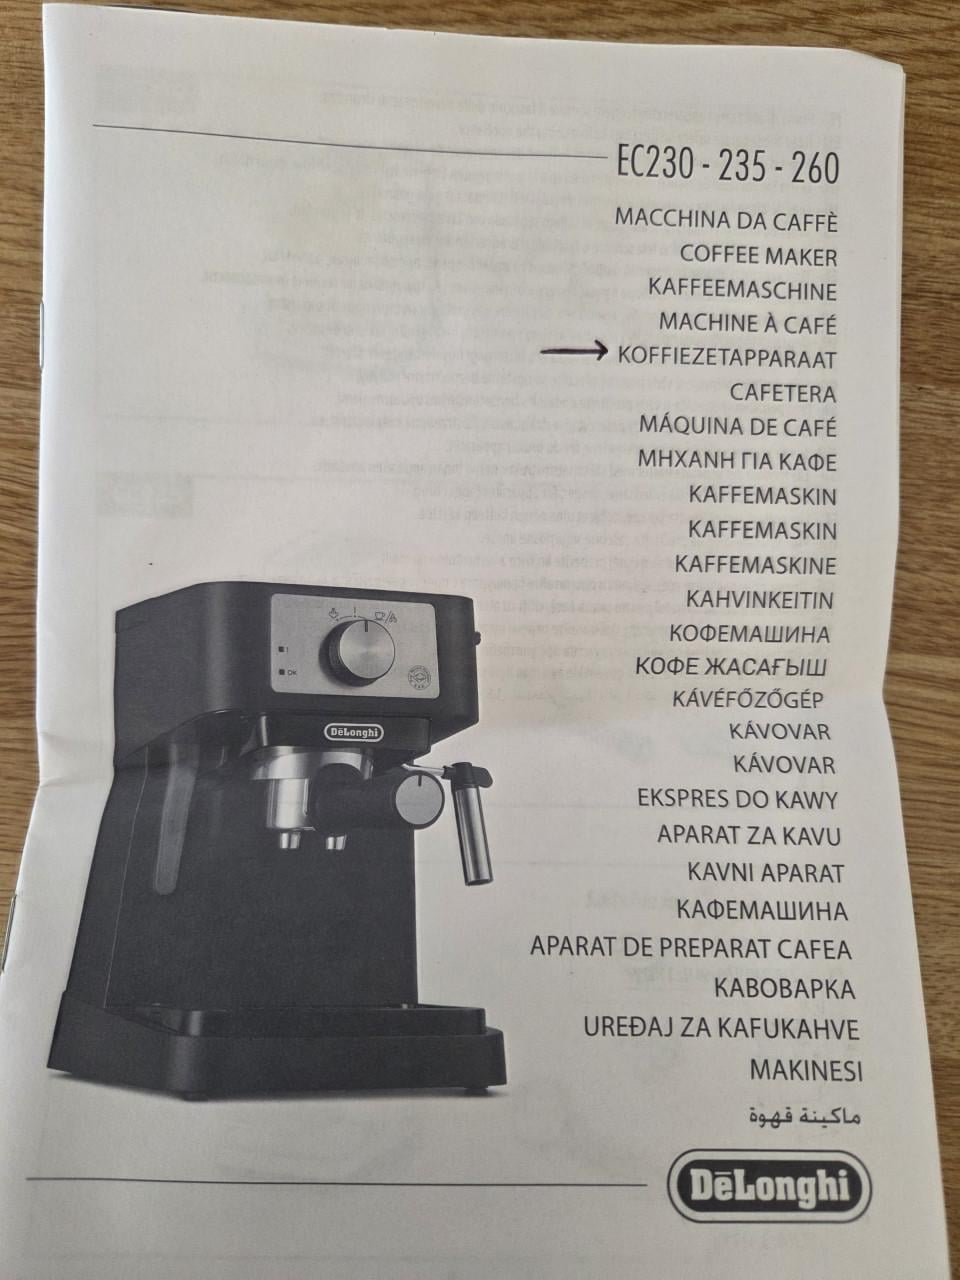 EC230 - 235 - 260
MACCHINA DA CAFFÈ
COFFEE MAKER
KAFFEEMASCHINE
MACHINE À CAFÉ
KOFFIEZETAPPARAAT
CAFETERA
MÁQUINA DE CAFÉ
ΜΗΧΑΝΗ ΓΙΑ ΚΑΦΕ
KAFFEMASKIN
KAFFEMASKIN
KAFFEMASKINE
KAHVINKEITIN
КОФЕМАШИНА
КОФЕ ЖАСАҒЫШ
KÁVÉFŐZŐGÉP
KÁVOVAR
KÁVOVAR
EKSPRES DO KAWY
APARAT ZA KAVU
KAVNI APARAT
КАФЕМАШИНА
APARAT DE PREPARAT CAFEA
КАВОВАРКА
UREĐAJ ZA KAFUKAHVE
MAKINESI
ماكينة قهوة
OK
DeLonghi
DēLonghi